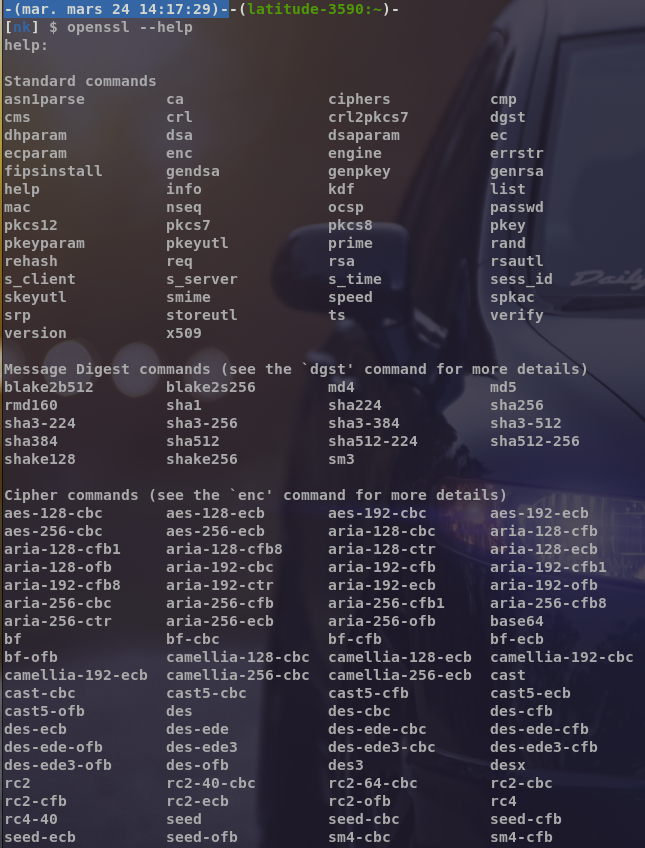 -(mar. mars 24 14:17:29)--(latitude-3590:~)-
[nk] $ openssl --help
help:

Standard commands
asn1parse         ca                ciphers           cmp
cms               crl               crl2pkcs7         dgst
dhparam           dsa               dsaparam          ec
ecparam           enc               engine            errstr
fipsinstall       gendsa            genpkey           genrsa
help              info              kdf               list
mac               nseq              ocsp              passwd
pkcs12            pkcs7             pkcs8             pkey
pkeyparam         pkeyutl           prime             rand
rehash            req               rsa               rsautl
s_client          s_server          s_time            sess_id
skeyutl           smime             speed             spkac
srp               storeutl          ts                verify
version           x509

Message Digest commands (see the `dgst' command for more details)
blake2b512        blake2s256        md4               md5
rmd160            sha1              sha224            sha256
sha3-224          sha3-256          sha3-384          sha3-512
sha384            sha512            sha512-224        sha512-256
shake128          shake256          sm3

Cipher commands (see the `enc' command for more details)
aes-128-cbc       aes-128-ecb       aes-192-cbc       aes-192-ecb
aes-256-cbc       aes-256-ecb       aria-128-cbc      aria-128-cfb
aria-128-cfb1     aria-128-cfb8     aria-128-ctr      aria-128-ecb
aria-128-ofb      aria-192-cbc      aria-192-cfb      aria-192-cfb1
aria-192-cfb8     aria-192-ctr      aria-192-ecb      aria-192-ofb
aria-256-cbc      aria-256-cfb      aria-256-cfb1     aria-256-cfb8
aria-256-ctr      aria-256-ecb      aria-256-ofb      base64
bf                bf-cbc            bf-cfb            bf-ecb
bf-ofb            camellia-128-cbc  camellia-128-ecb  camellia-192-cbc
camellia-192-ecb  camellia-256-cbc  camellia-256-ecb  cast
cast-cbc          cast5-cbc         cast5-cfb         cast5-ecb
cast5-ofb         des               des-cbc           des-cfb
des-ecb           des-ede           des-ede-cbc       des-ede-cfb
des-ede-ofb       des-ede3          des-ede3-cbc      des-ede3-cfb
des-ede3-ofb      des-ofb           des3              desx
rc2               rc2-40-cbc        rc2-64-cbc        rc2-cbc
rc2-cfb           rc2-ecb           rc2-ofb           rc4
rc4-40            seed              seed-cbc          seed-cfb
seed-ecb          seed-ofb          sm4-cbc           sm4-cfb
Daily